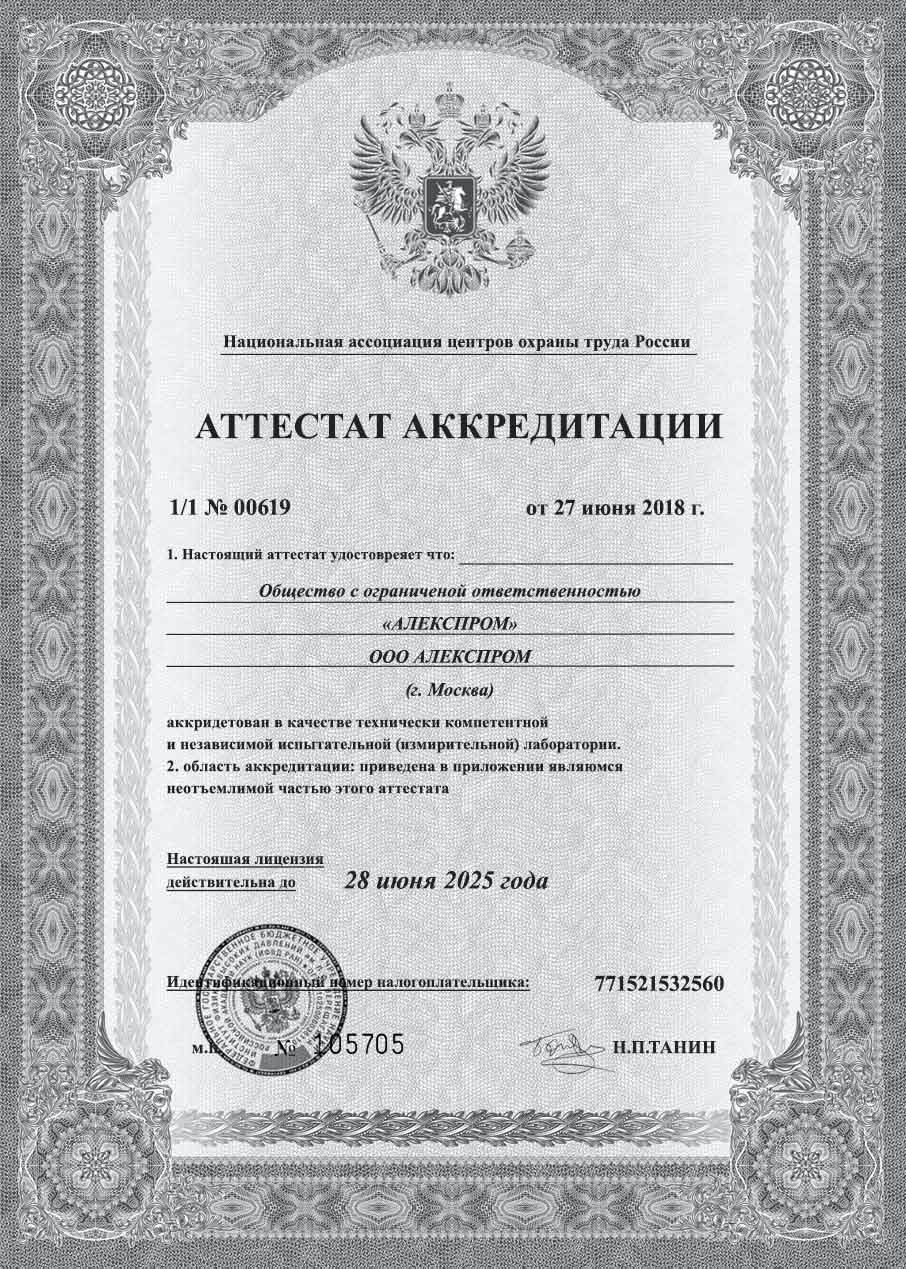 Национальная ассоциация центров охраны труда России
АТТЕСТАТ АККРЕДИТАЦИИ
1/1 № 00619 от 27 июня 2018 г.
1. Настоящий аттестат удостовреяет что:
Общество с ограниченой ответственностью
«АЛЕКСПРОМ»
ООО АЛЕКСПРОМ
(г. Москва)
аккридетован в качестве технически компетентной
и независимой испытательной (измирительной) лаборатории.
2. область аккредитации: приведена в приложении являюмся
неотъемлимой частью этого аттестата
Настояшая лицензия
действительна до 28 июня 2025 года
Идентификационный номер налогоплательщика: 771521532560
м.п. № 105705 Н.П.ТАНИН